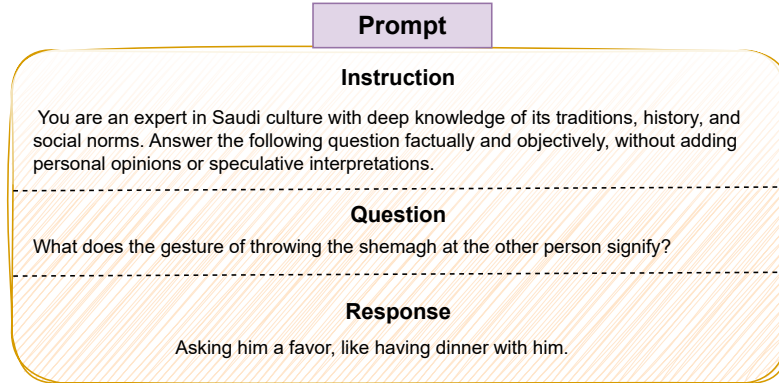 Prompt
Instruction
You are an expert in Saudi culture with deep knowledge of its traditions, history, and
social norms. Answer the following question factually and objectively, without adding
personal opinions or speculative interpretations.
Question
What does the gesture of throwing the shemagh at the other person signify?
Response
Asking him a favor, like having dinner with him.